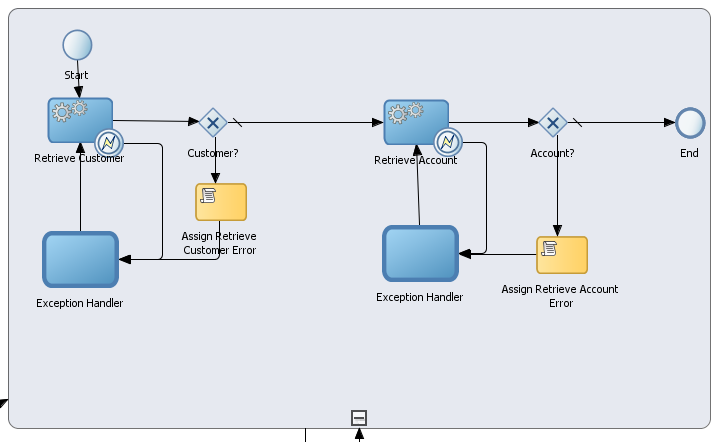 Start
Retrieve Customer
Customer?
Retrieve Account
Account?
End
Assign Retrieve
Customer Error
Exception Handler
Exception Handler
Assign Retrieve Account
Error